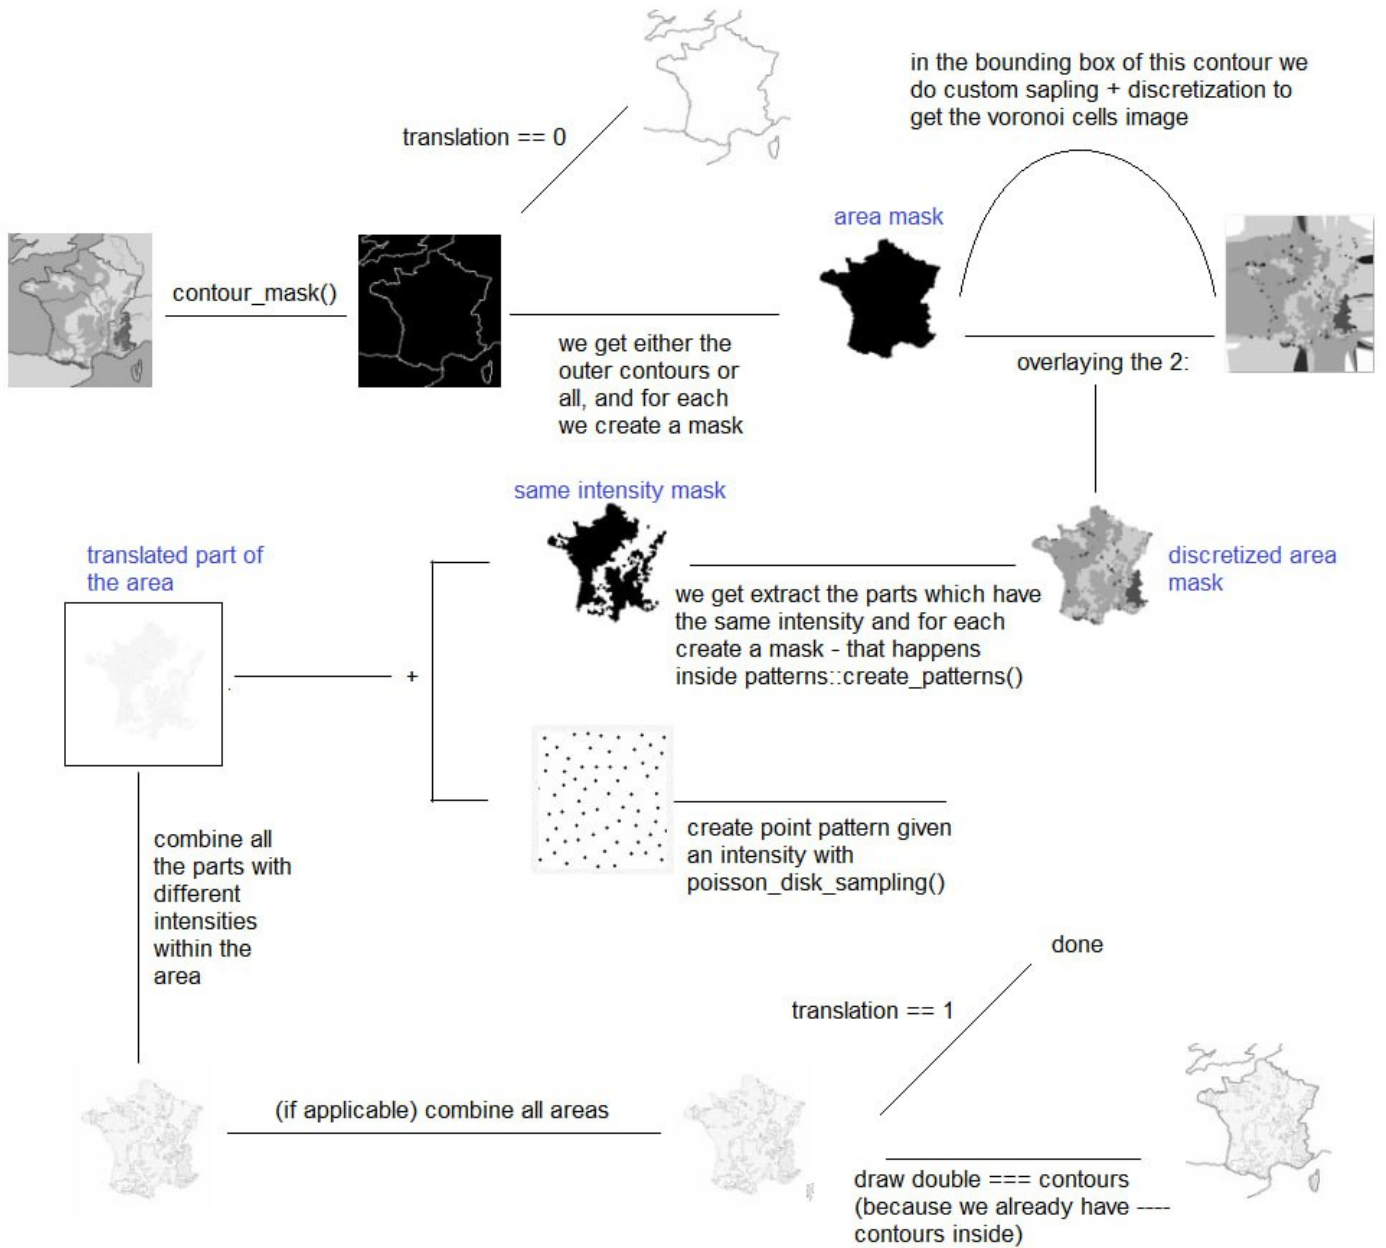 translation == 0
in the bounding box of this contour we
do custom sapling + discretization to
get the voronoi cells image
area mask
contour_mask()
we get either the
outer contours or
all, and for each
we create a mask
overlaying the 2:
same intensity mask
translated part of
the area
discretized area
mask
we get extract the parts which have
the same intensity and for each
create a mask - that happens
inside patterns::create_patterns()
+
create point pattern given
an intensity with
poisson_disk_sampling()
combine all
the parts with
different
intensities
within the
area
done
translation == 1
(if applicable) combine all areas
draw double === contours
(because we already have ----
contours inside)